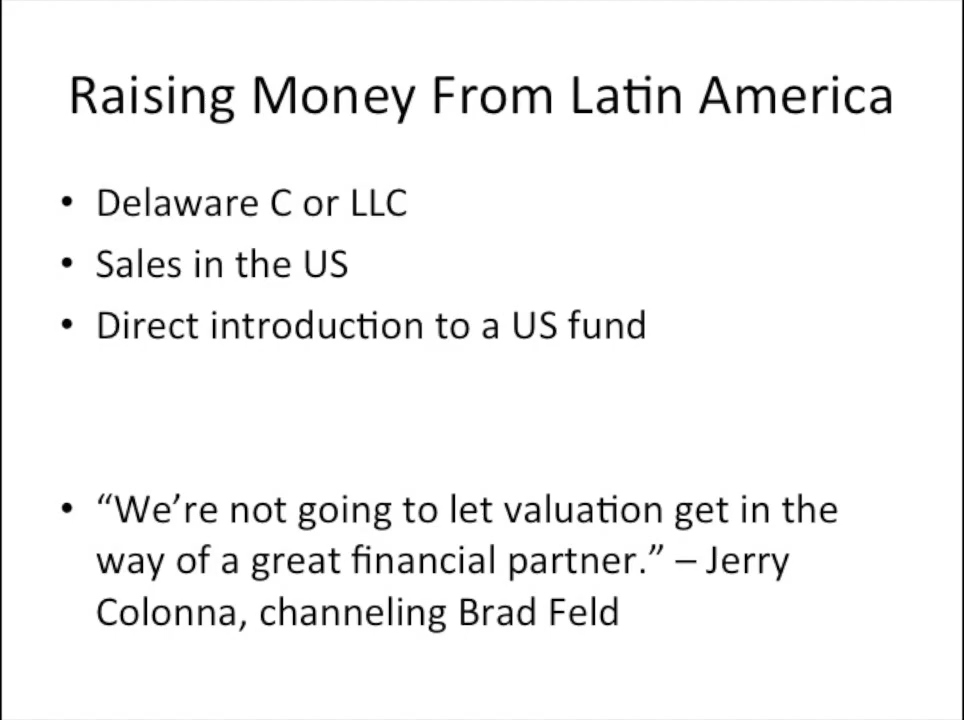 Raising Money From Latin America
• Delaware C or LLC
• Sales in the US
• Direct introduction to a US fund
• “We’re not going to let valuation get in the
way of a great financial partner.” – Jerry
Colonna, channeling Brad Feld